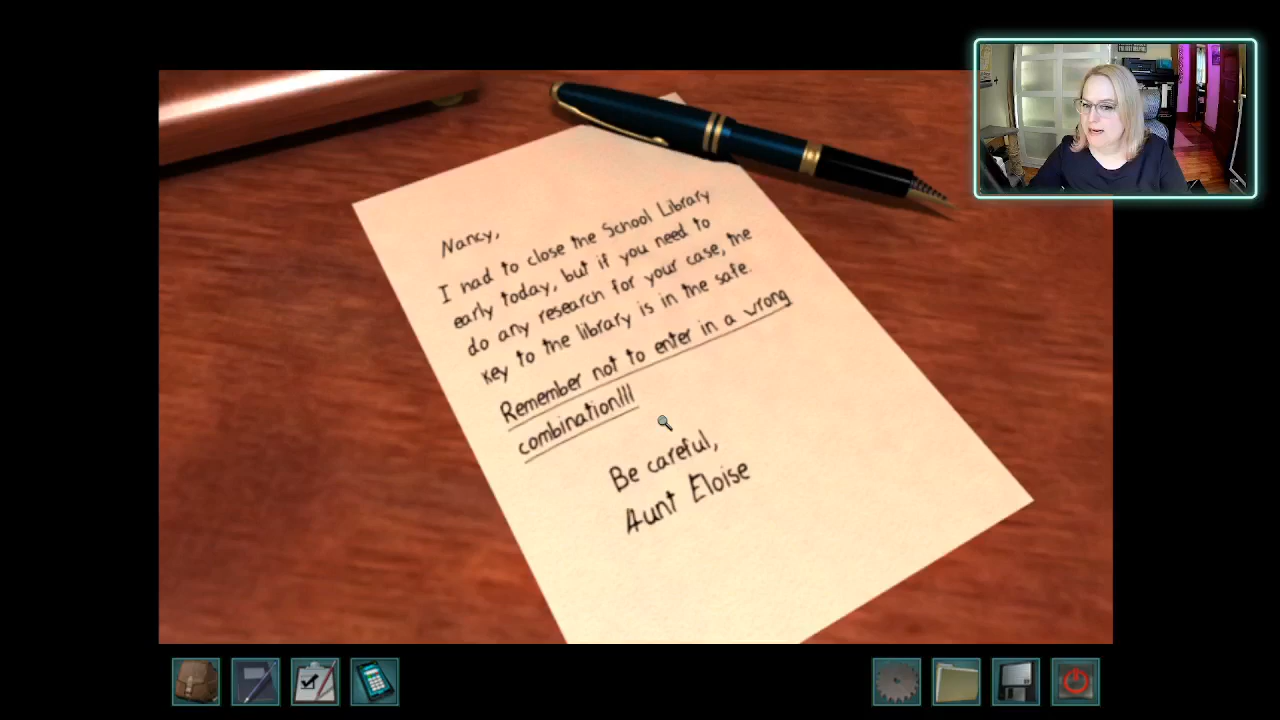 Nancy,
I had to close the School Library
early today, but if you need to
do any research for your case, the
key to the library is in the safe.
Remember not to enter in a wrong
combination!!!
Be careful,
Aunt Eloise